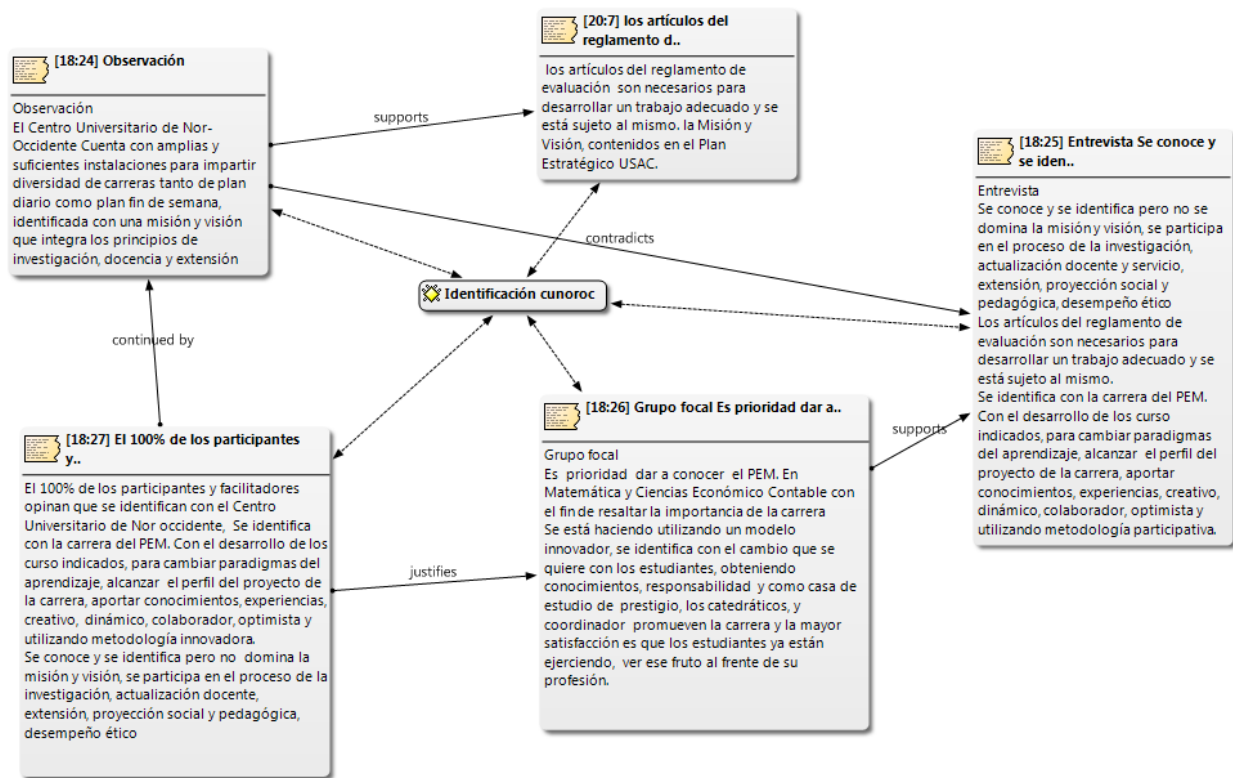 [18:24] Observación
Observación
El Centro Universitario de Nor-
Occidente Cuenta con amplias y
suficientes instalaciones para impartir
diversidad de carreras tanto de plan
diario como plan fin de semana,
identificada con una misión y visión
que integra los principios de
investigación, docencia y extensión
supports
[20:7] los artículos del
reglamento d..
los artículos del reglamento de
evaluación son necesarios para
desarrollar un trabajo adecuado y se
está sujeto al mismo. la Misión y
Visión, contenidos en el Plan
Estratégico USAC.
contradicts
[18:25] Entrevista Se conoce y
se iden..
Entrevista
Se conoce y se identifica pero no se
domina la misión y visión, se participa
en el proceso de la investigación,
actualización docente y servicio,
extensión, proyección social y
pedagógica, desempeño ético
Los artículos del reglamento de
evaluación son necesarios para
desarrollar un trabajo adecuado y se
está sujeto al mismo.
Se identifica con la carrera del PEM.
Con el desarrollo de los curso
indicados, para cambiar paradigmas
del aprendizaje, alcanzar el perfil del
proyecto de la carrera, aportar
conocimientos, experiencias, creativo,
dinámico, colaborador, optimista y
utilizando metodología participativa.
Identificación cunoroc
continued by
[18:27] El 100% de los participantes
y..
El 100% de los participantes y facilitadores
opinan que se identifican con el Centro
Universitario de Nor occidente, Se identifica
con la carrera del PEM. Con el desarrollo de los
curso indicados, para cambiar paradigmas del
aprendizaje, alcanzar el perfil del proyecto de
la carrera, aportar conocimientos, experiencias,
creativo, dinámico, colaborador, optimista y
utilizando metodología innovadora.
Se conoce y se identifica pero no domina la
misión y visión, se participa en el proceso de la
investigación, actualización docente,
extensión, proyección social y pedagógica,
desempeño ético
justifies
[18:26] Grupo focal Es prioridad dar a..
Grupo focal
Es prioridad dar a conocer el PEM. En
Matemática y Ciencias Económico Contable con
el fin de resaltar la importancia de la carrera
Se está haciendo utilizando un modelo
innovador, se identifica con el cambio que se
quiere con los estudiantes, obteniendo
conocimientos, responsabilidad y como casa de
estudio de prestigio, los catedráticos, y
coordinador promueven la carrera y la mayor
satisfacción es que los estudiantes ya están
ejerciendo, ver ese fruto al frente de su
profesión.
supports